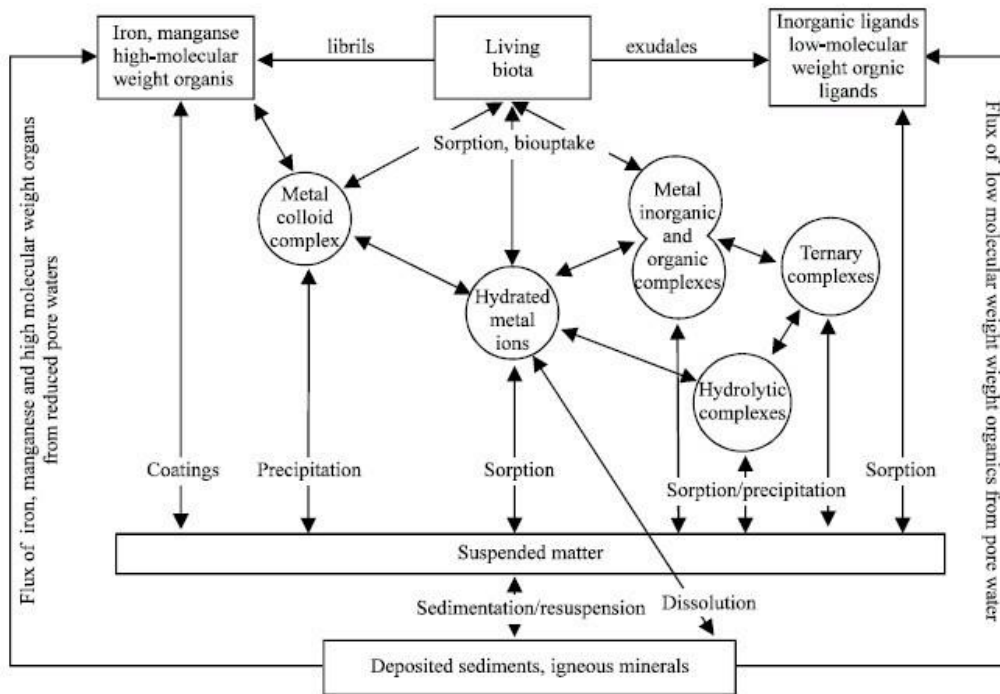 Iron, manganse
high-molecular
weight organis
librils
Living
biota
exudales
Inorganic ligands
low-molecular
weight orgnic
ligands
Sorption, biouptake
Metal
colloid
complex
Metal
inorganic
and
organic
complexes
Ternary
complexes
Hydrated
metal
ions
Hydrolytic
complexes
Coatings
Precipitation
Sorption
Sorption/precipitation
Sorption
Suspended matter
Sedimentation/resuspension
Dissolution
Deposited sediments, igneous minerals
Flux of iron, manganese and high molecular weight organs
from reduced pore waters
Flux of low molecular weight wieght organics from pore water